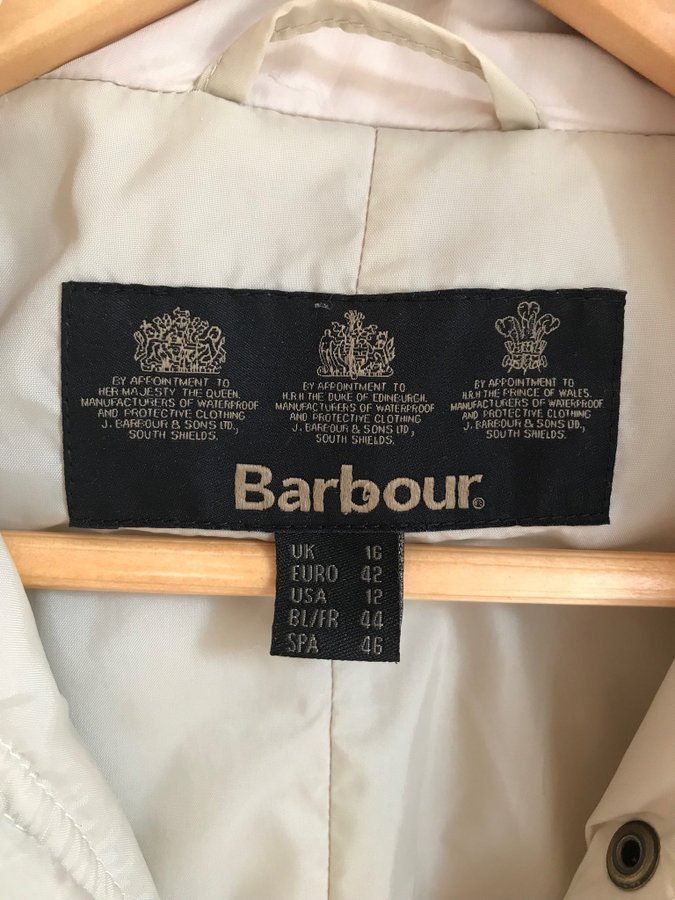 BY APPOINTMENT TO
HER MAJESTY THE QUEEN.
MANUFACTURERS OF WATERPROOF
AND PROTECTIVE CLOTHING
J. BARBOUR & SONS LTD.,
SOUTH SHIELDS.
BY APPOINTMENT TO
H.R.H THE DUKE OF EDINBURGH.
MANUFACTURERS OF WATERPROOF
AND PROTECTIVE CLOTHING
J. BARBOUR & SONS LTD.,
SOUTH SHIELDS.
BY APPOINTMENT TO
H.R.H THE PRINCE OF WALES.
MANUFACTURERS OF WATERPROOF
AND PROTECTIVE CLOTHING
J. BARBOUR & SONS LTD.,
SOUTH SHIELDS.
Barbour®
UK 16
EURO 42
USA 12
BL/FR 44
SPA 46